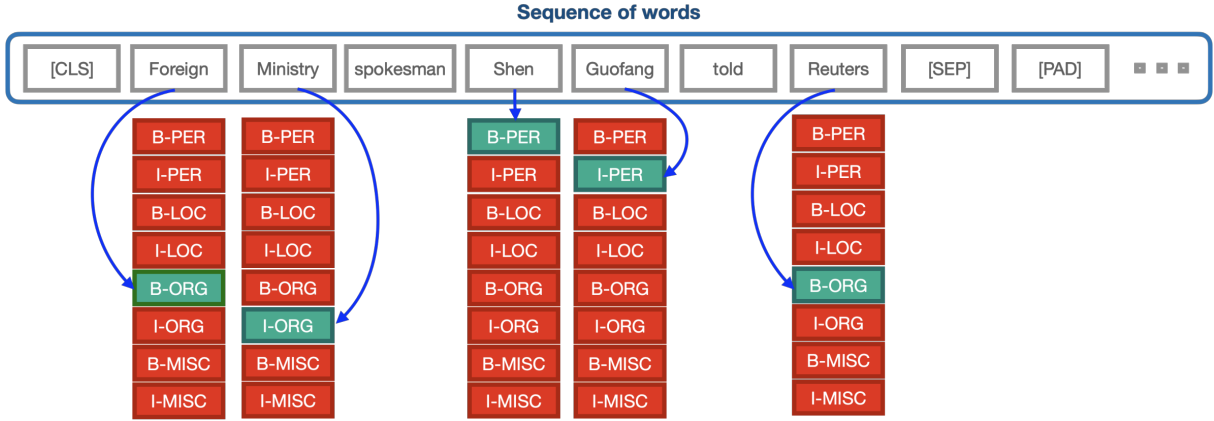 Sequence of words
[CLS] Foreign Ministry spokesman Shen Guofang told Reuters [SEP] [PAD]
B-PER B-PER B-PER B-PER B-PER
I-PER I-PER I-PER I-PER I-PER
B-LOC B-LOC B-LOC B-LOC B-LOC
I-LOC I-LOC I-LOC I-LOC I-LOC
B-ORG B-ORG B-ORG B-ORG B-ORG
I-ORG I-ORG I-ORG I-ORG I-ORG
B-MISC B-MISC B-MISC B-MISC B-MISC
I-MISC I-MISC I-MISC I-MISC I-MISC